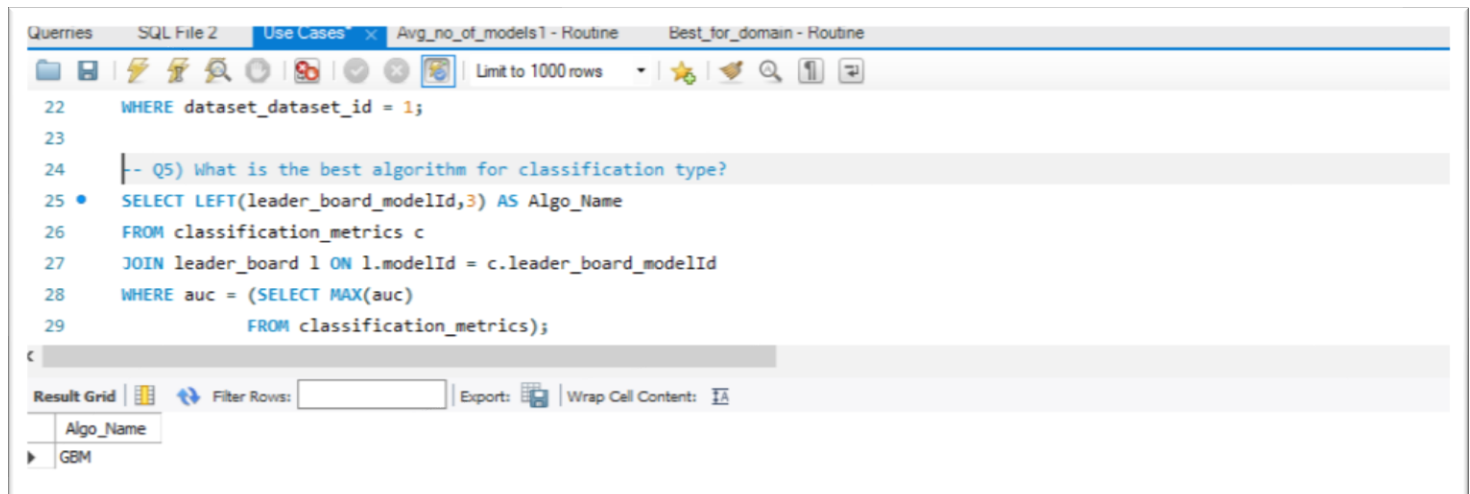 Querries SQL File 2 Use Cases* × Avg_no_of_models1 - Routine Best_for_domain - Routine
Limit to 1000 rows
22 WHERE dataset_dataset_id = 1;
23
24 -- Q5) What is the best algorithm for classification type?
25 SELECT LEFT(leader_board_modelId,3) AS Algo_Name
26 FROM classification_metrics c
27 JOIN leader_board l ON l.modelId = c.leader_board_modelId
28 WHERE auc = (SELECT MAX(auc)
29 FROM classification_metrics);
Result Grid Filter Rows: Export: Wrap Cell Content: IA
Algo_Name
GBM